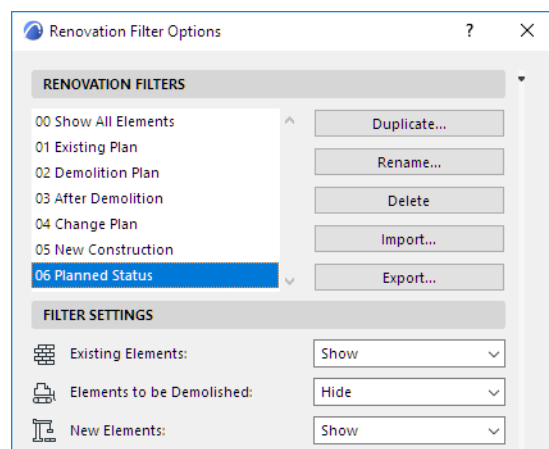 Renovation Filter Options ?
RENOVATION FILTERS
00 Show All Elements
01 Existing Plan
02 Demolition Plan
03 After Demolition
04 Change Plan
05 New Construction
06 Planned Status
Duplicate...
Rename...
Delete
Import...
Export...
FILTER SETTINGS
Existing Elements: Show
Elements to be Demolished: Hide
New Elements: Show